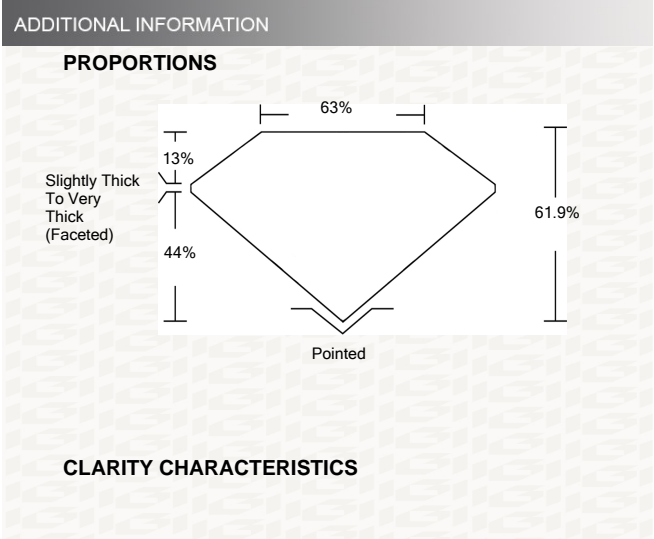 ADDITIONAL INFORMATION
PROPORTIONS
63%
13%
Slightly Thick
To Very
Thick
(Faceted)
61.9%
44%
Pointed
CLARITY CHARACTERISTICS